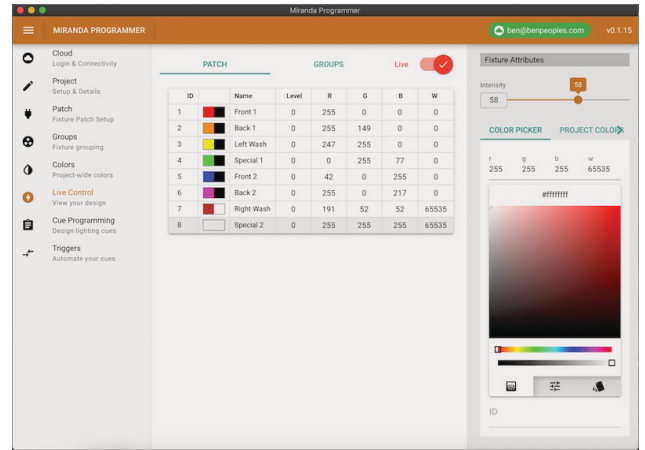 Miranda Programmer
MIRANDA PROGRAMMER
ben@benpeoples.com
v0.1.15
Cloud
Login & Connectivity
Project
Setup & Details
Patch
Fixture Patch Setup
Groups
Fixture grouping
Colors
Project-wide colors
Live Control
View your design
Cue Programming
Design lighting cues
Triggers
Automate your cues
PATCH GROUPS Live
ID Name Level R G B W
1 Front 1 0 255 0 0 0
2 Back 1 0 255 149 0 0
3 Left Wash 0 247 255 0 0
4 Special 1 0 0 255 77 0
5 Front 2 0 42 0 255 0
6 Back 2 0 255 0 217 0
7 Right Wash 0 191 52 52 65535
8 Special 2 0 255 255 255 65535
Fixture Attributes
Intensity
58
58
COLOR PICKER PROJECT COLORS
r g b w
255 255 255 65535
#ffffffff
ID